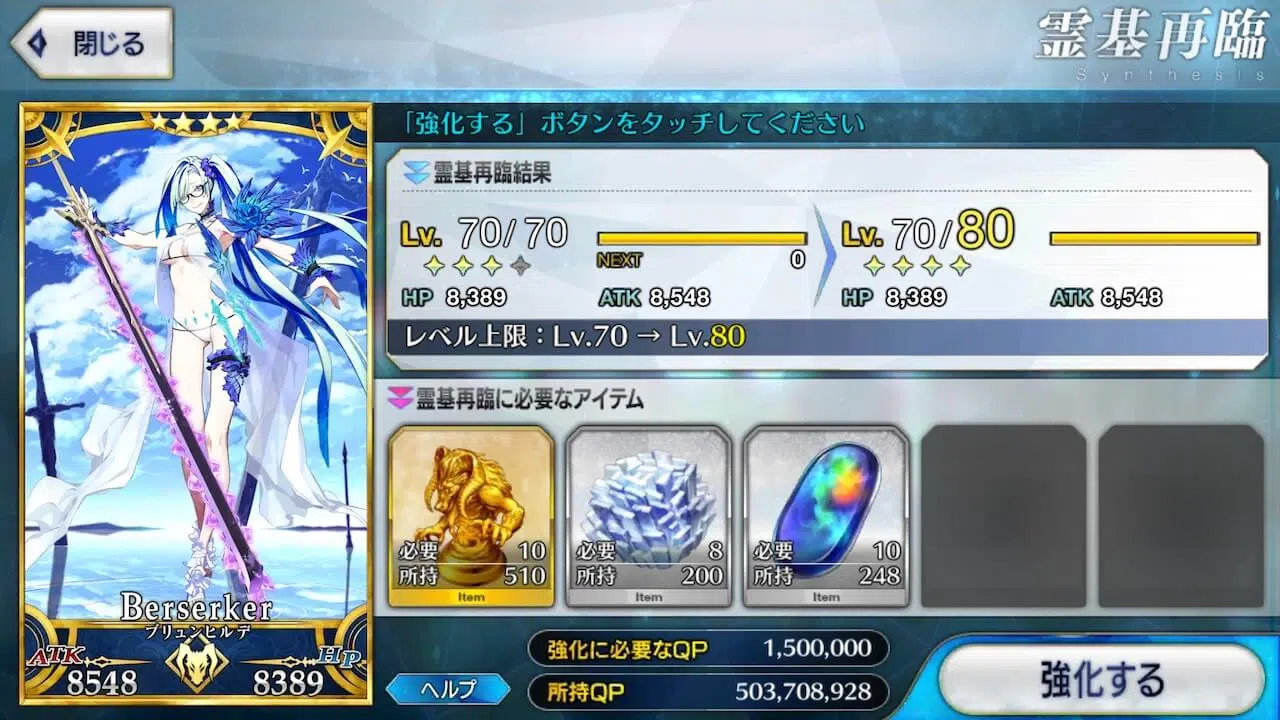 閉じる
霊基再臨
Synthesis
「強化する」ボタンをタッチしてください
霊基再臨結果
Lv. 70/70
NEXT 0
HP 8,389 ATK 8,548
Lv. 70/80
HP 8,389 ATK 8,548
レベル上限：Lv.70 → Lv.80
霊基再臨に必要なアイテム
必要 10
所持 510
Item
必要 8
所持 200
Item
必要 10
所持 248
Item
Berserker
ブリュンヒルデ
ATK 8548
HP 8389
ヘルプ
強化に必要なQP 1,500,000
所持QP 503,708,928
強化する